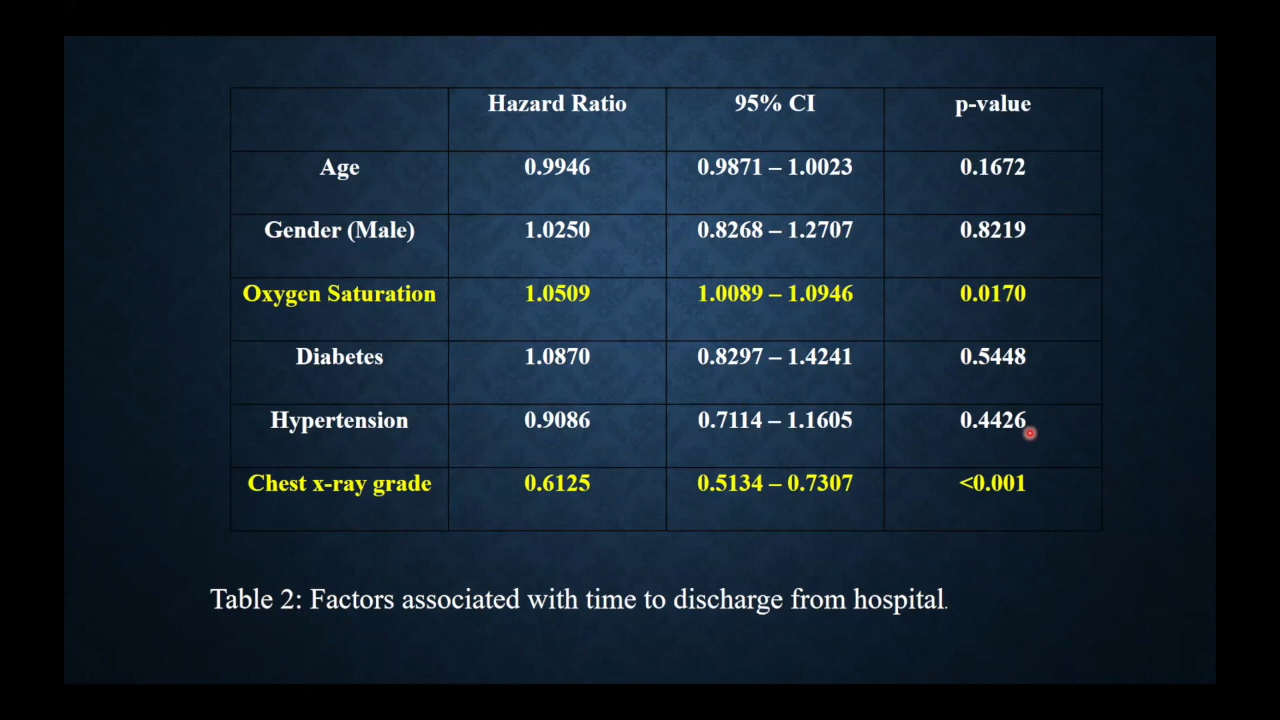 Hazard Ratio 95% CI p-value
Age 0.9946 0.9871 – 1.0023 0.1672
Gender (Male) 1.0250 0.8268 – 1.2707 0.8219
Oxygen Saturation 1.0509 1.0089 – 1.0946 0.0170
Diabetes 1.0870 0.8297 – 1.4241 0.5448
Hypertension 0.9086 0.7114 – 1.1605 0.4426
Chest x-ray grade 0.6125 0.5134 – 0.7307 <0.001
Table 2: Factors associated with time to discharge from hospital.